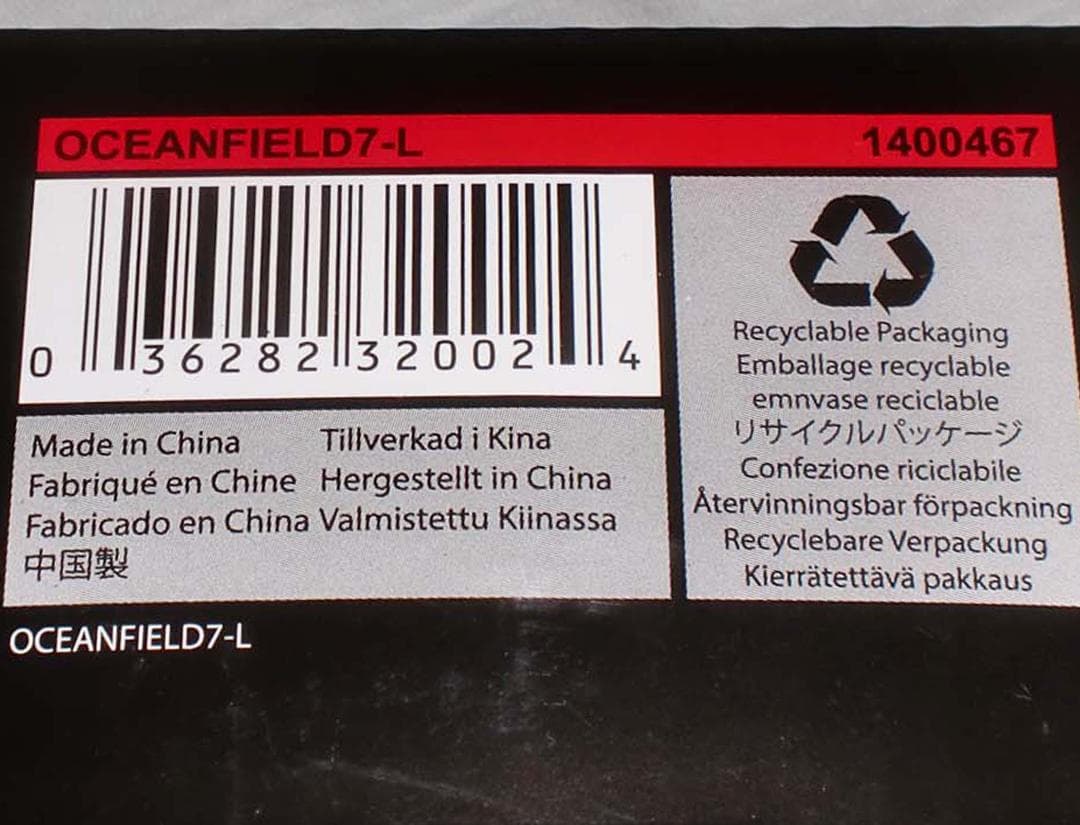 OCEANFIELD7-L 1400467
0 36282 32002 4
Made in China Tillverkad i Kina
Fabriqué en Chine Hergestellt in China
Fabricado en China Valmistettu Kiinassa
中国製
Recyclable Packaging
Emballage recyclable
emnvase reciclable
リサイクルパッケージ
Confezione riciclabile
Återvinningsbar förpackning
Recyclebare Verpackung
Kierrätettävä pakkaus
OCEANFIELD7-L